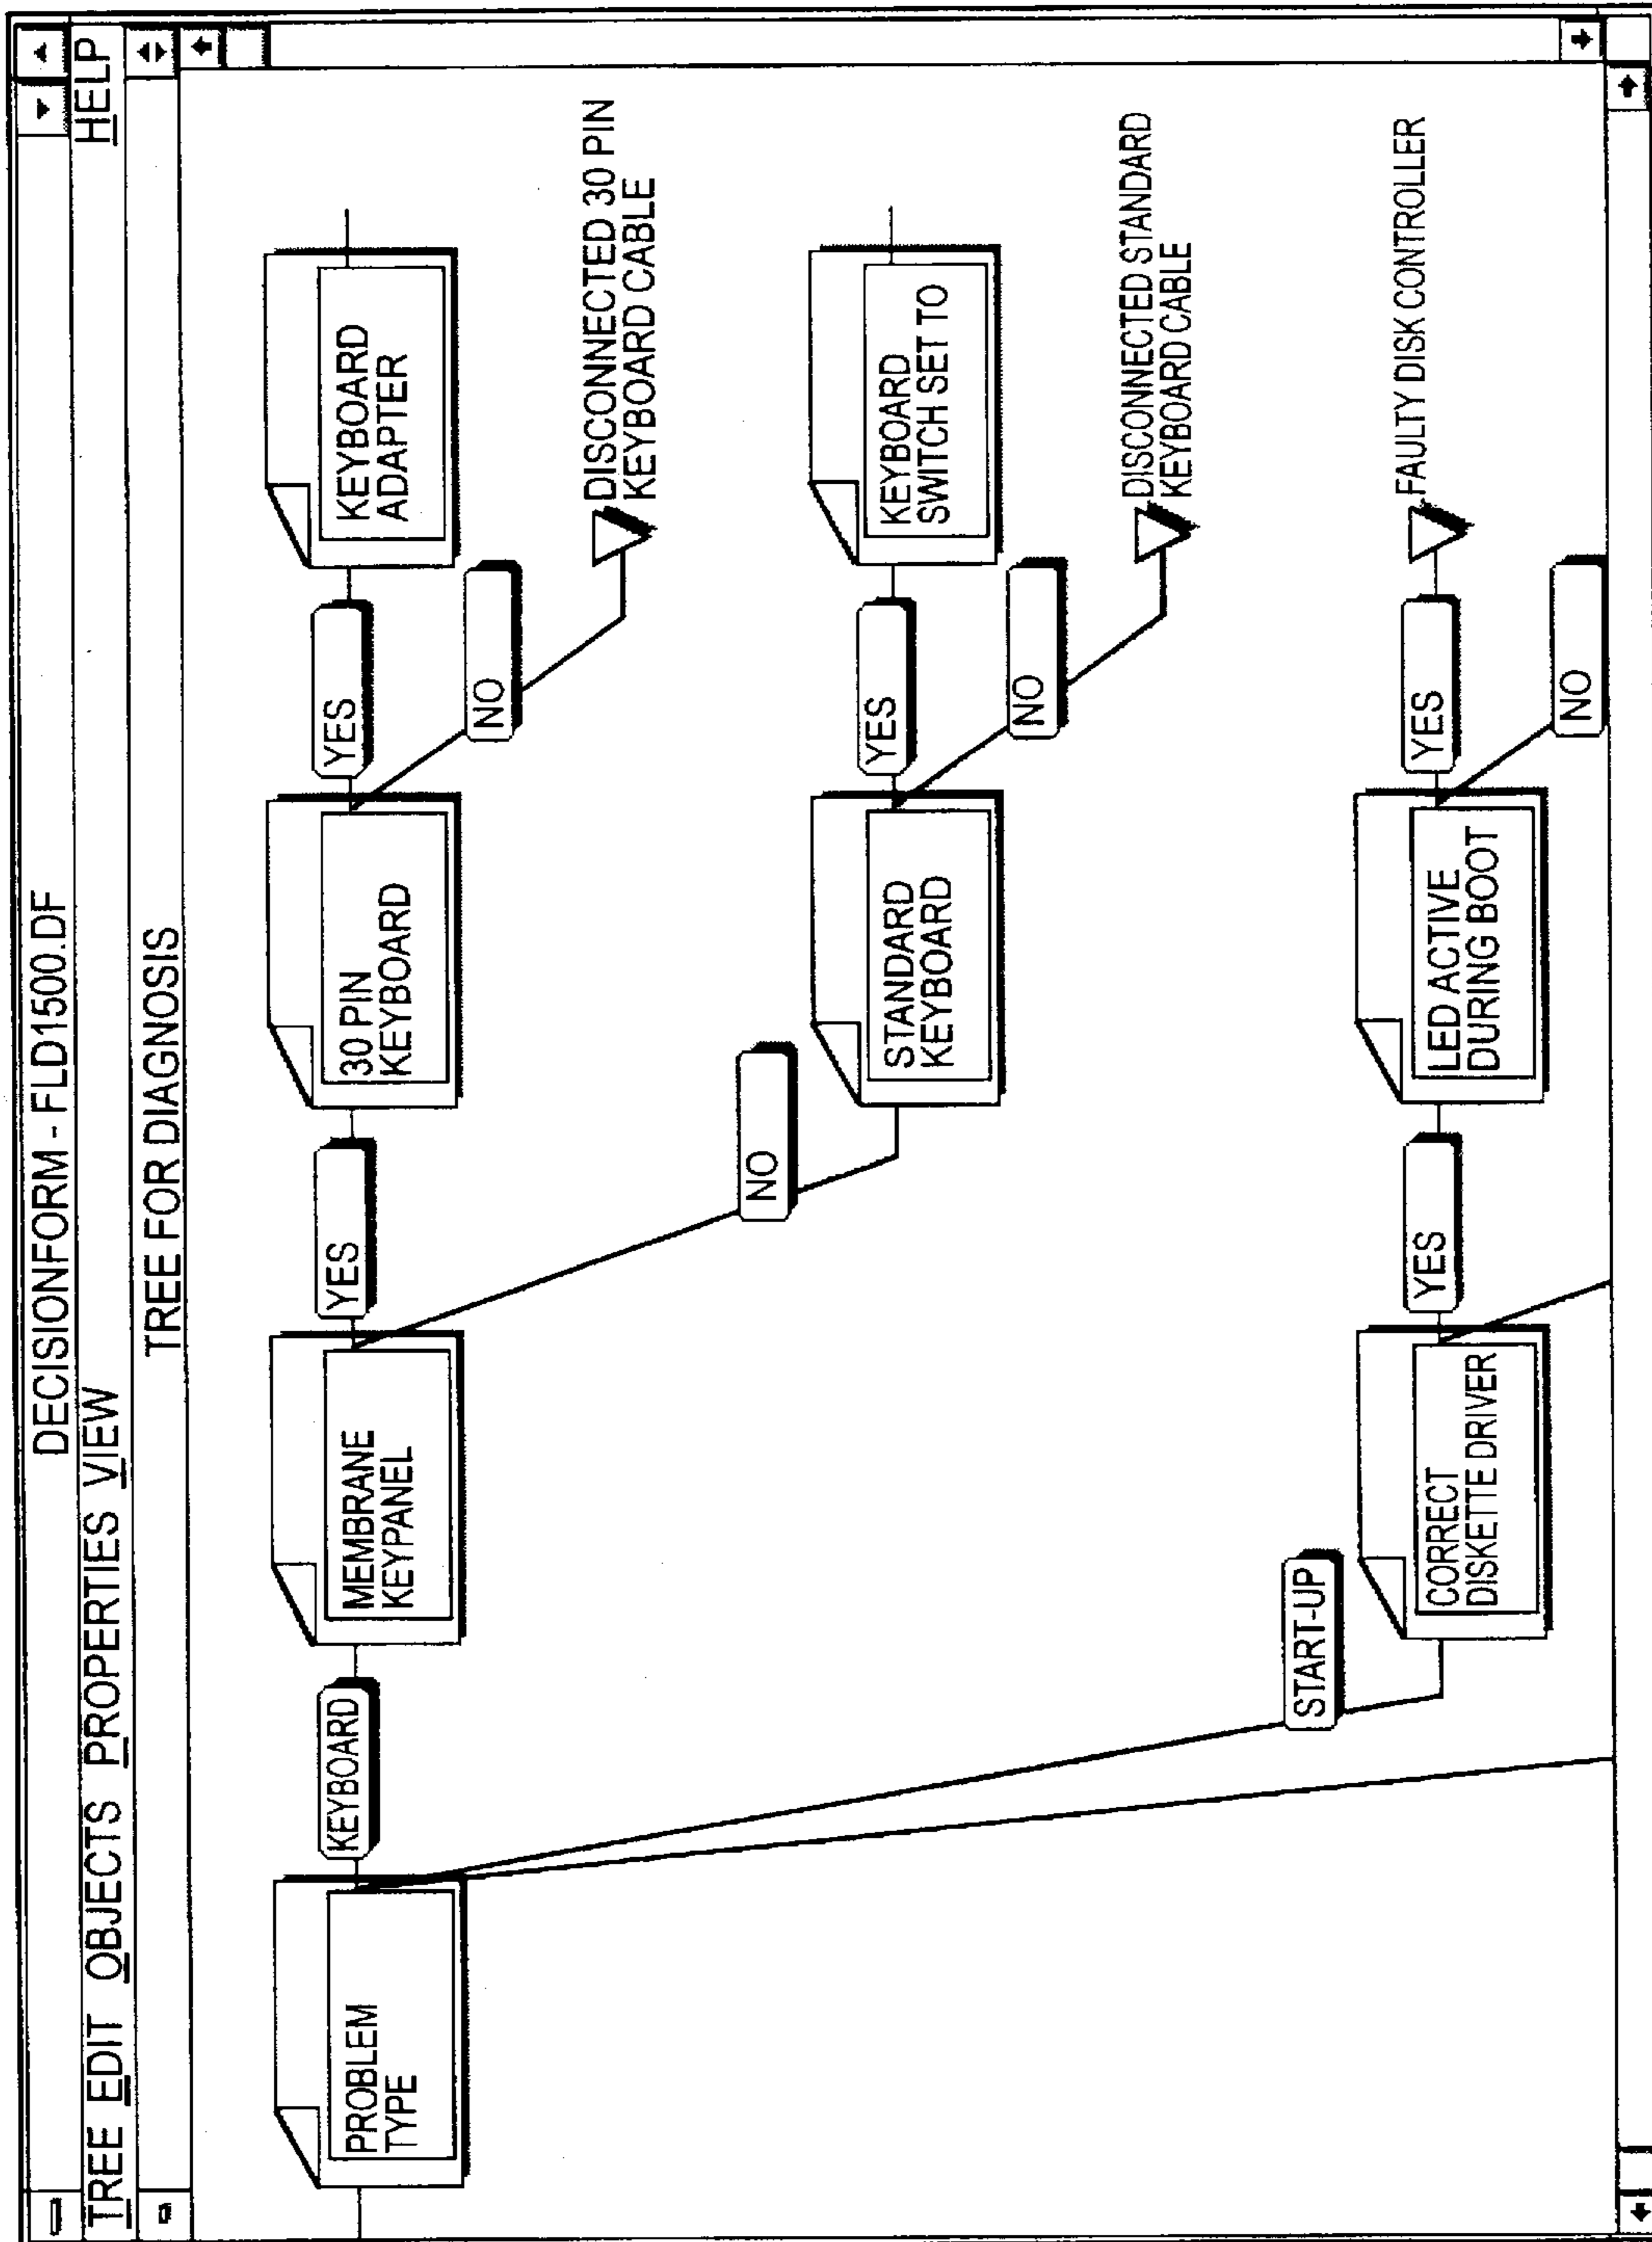 DECISIONFORM - FLD1500.DF
TREE EDIT OBJECTS PROPERTIES VIEW HELP
TREE FOR DIAGNOSIS
PROBLEM
TYPE
KEYBOARD
MEMBRANE
KEYPANEL
YES
30 PIN
KEYBOARD
YES
KEYBOARD
ADAPTER
NO
DISCONNECTED 30 PIN
KEYBOARD CABLE
NO
STANDARD
KEYBOARD
YES
KEYBOARD
SWITCH SET TO
NO
DISCONNECTED STANDARD
KEYBOARD CABLE
START-UP
CORRECT
DISKETTE DRIVER
YES
LED ACTIVE
DURING BOOT
YES
FAULTY DISK CONTROLLER
NO